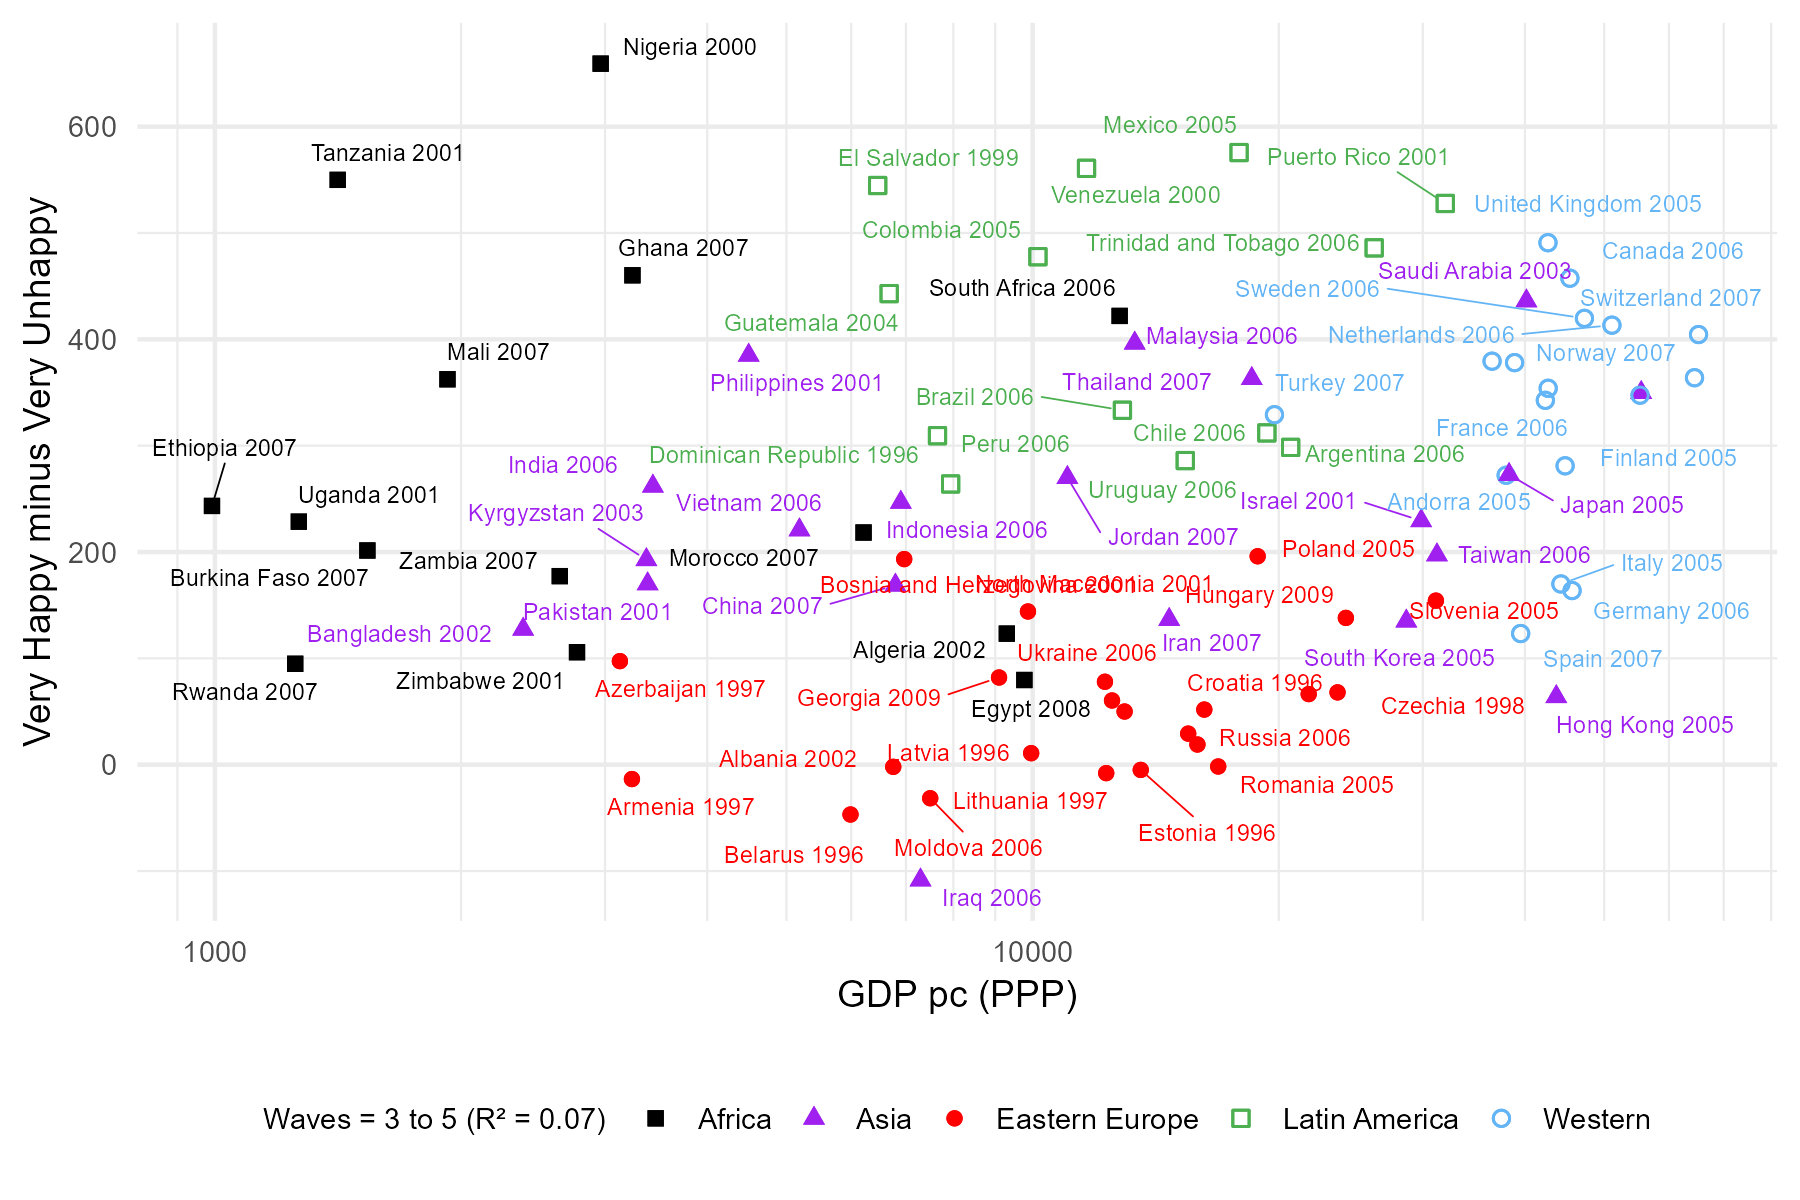 Nigeria 2000
Mexico 2005
600
Tanzania 2001
El Salvador 1999
Puerto Rico 2001
Venezuela 2000
United Kingdom 2005
Colombia 2005
Ghana 2007
Trinidad and Tobago 2006
Canada 2006
Saudi Arabia 2003
South Africa 2006
Sweden 2006
Switzerland 2007
Guatemala 2004
400
Malaysia 2006
Netherlands 2006
Mali 2007
Norway 2007
Philippines 2001
Thailand 2007
Turkey 2007
Brazil 2006
France 2006
Chile 2006
Ethiopia 2007
Peru 2006
Dominican Republic 1996
Argentina 2006
Finland 2005
India 2006
Uganda 2001
Vietnam 2006
Uruguay 2006
Israel 2001
Andorra 2005
Japan 2005
Kyrgyzstan 2003
Indonesia 2006
Jordan 2007
200
Zambia 2007
Morocco 2007
Poland 2005
Taiwan 2006
Italy 2005
Burkina Faso 2007
Bosnia and Herzegovina 2001
North Macedonia 2001
Hungary 2009
China 2007
Pakistan 2001
Slovenia 2005
Germany 2006
Bangladesh 2002
Iran 2007
Algeria 2002
Ukraine 2006
South Korea 2005
Spain 2007
Rwanda 2007
Zimbabwe 2001
Azerbaijan 1997
Georgia 2009
Croatia 1996
Egypt 2008
Czechia 1998
Hong Kong 2005
Russia 2006
Albania 2002
Latvia 1996
0
Romania 2005
Armenia 1997
Lithuania 1997
Estonia 1996
Belarus 1996
Moldova 2006
Iraq 2006
Very Happy minus Very Unhappy
1000
10000
GDP pc (PPP)
Waves = 3 to 5 (R² = 0.07)
Africa
Asia
Eastern Europe
Latin America
Western